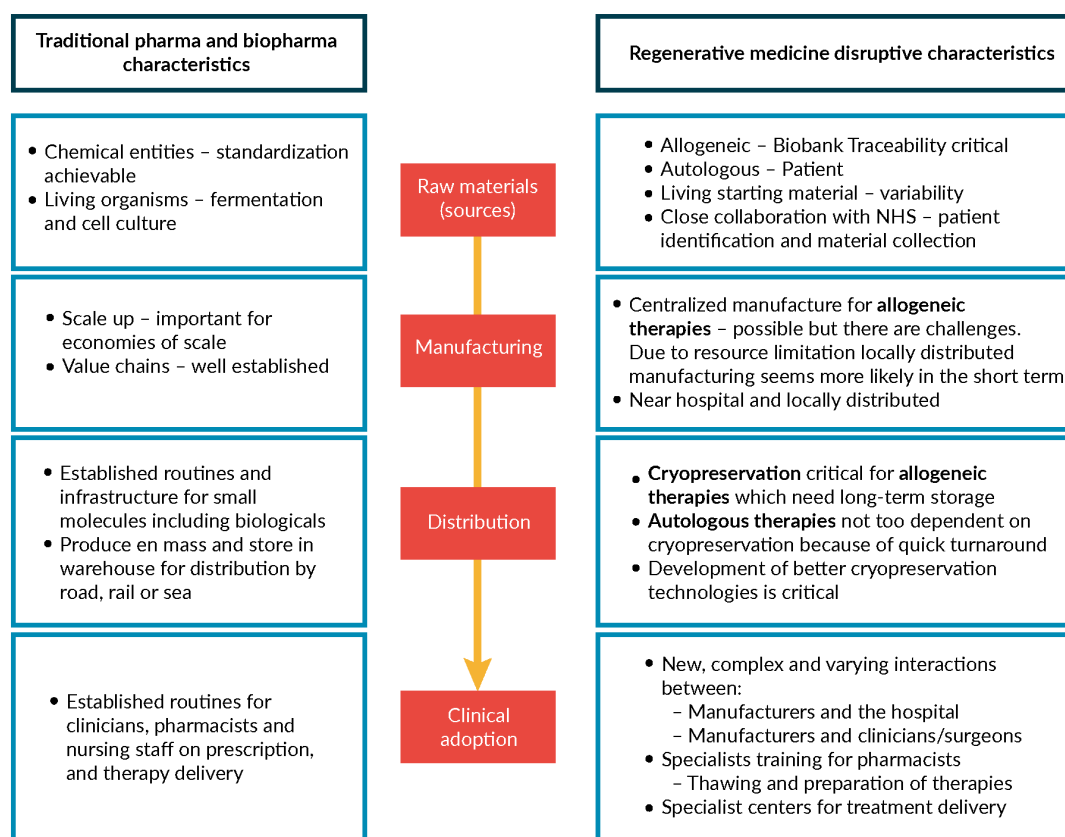 Traditional pharma and biopharma
characteristics
Regenerative medicine disruptive characteristics
• Chemical entities – standardization
achievable
• Living organisms – fermentation
and cell culture
Raw materials
(sources)
• Allogeneic – Biobank Traceability critical
• Autologous – Patient
• Living starting material – variability
• Close collaboration with NHS – patient
identification and material collection
• Scale up – important for
economies of scale
• Value chains – well established
Manufacturing
• Centralized manufacture for allogeneic
therapies – possible but there are challenges.
Due to resource limitation locally distributed
manufacturing seems more likely in the short term
• Near hospital and locally distributed
• Established routines and
infrastructure for small
molecules including biologicals
• Produce en mass and store in
warehouse for distribution by
road, rail or sea
Distribution
• Cryopreservation critical for allogeneic
therapies which need long-term storage
• Autologous therapies not too dependent on
cryopreservation because of quick turnaround
• Development of better cryopreservation
technologies is critical
• Established routines for
clinicians, pharmacists and
nursing staff on prescription,
and therapy delivery
Clinical
adoption
• New, complex and varying interactions
between:
– Manufacturers and the hospital
– Manufacturers and clinicians/surgeons
• Specialists training for pharmacists
– Thawing and preparation of therapies
• Specialist centers for treatment delivery